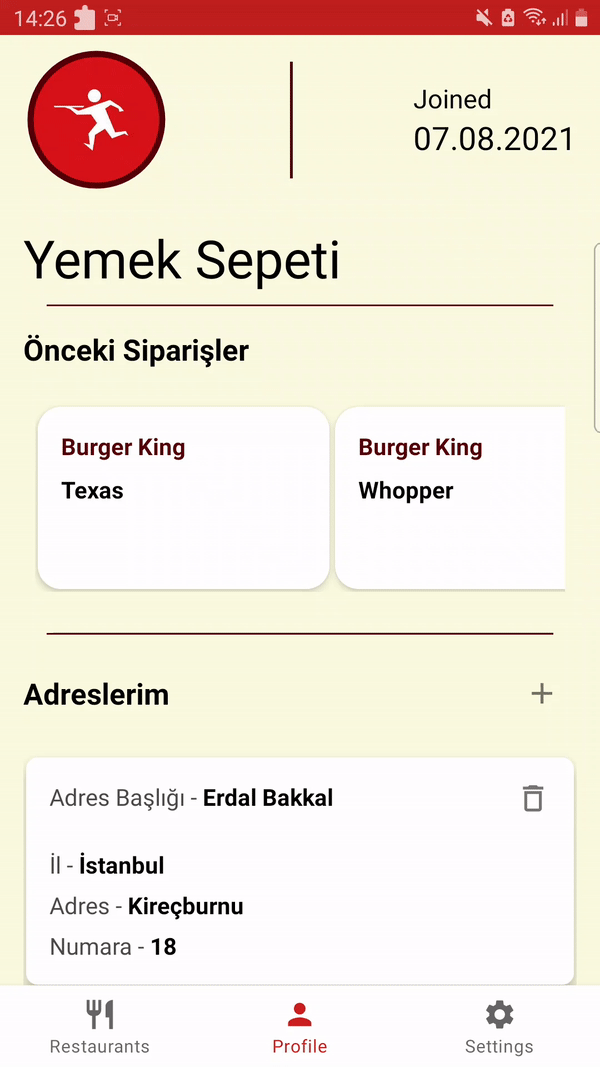 14:26
Joined
07.08.2021
Yemek Sepeti
Önceki Siparişler
Burger King
Texas
Burger King
Whopper
Adreslerim
Adres Başlığı - Erdal Bakkal
İl - İstanbul
Adres - Kireçburnu
Numara - 18
Restaurants
Profile
Settings